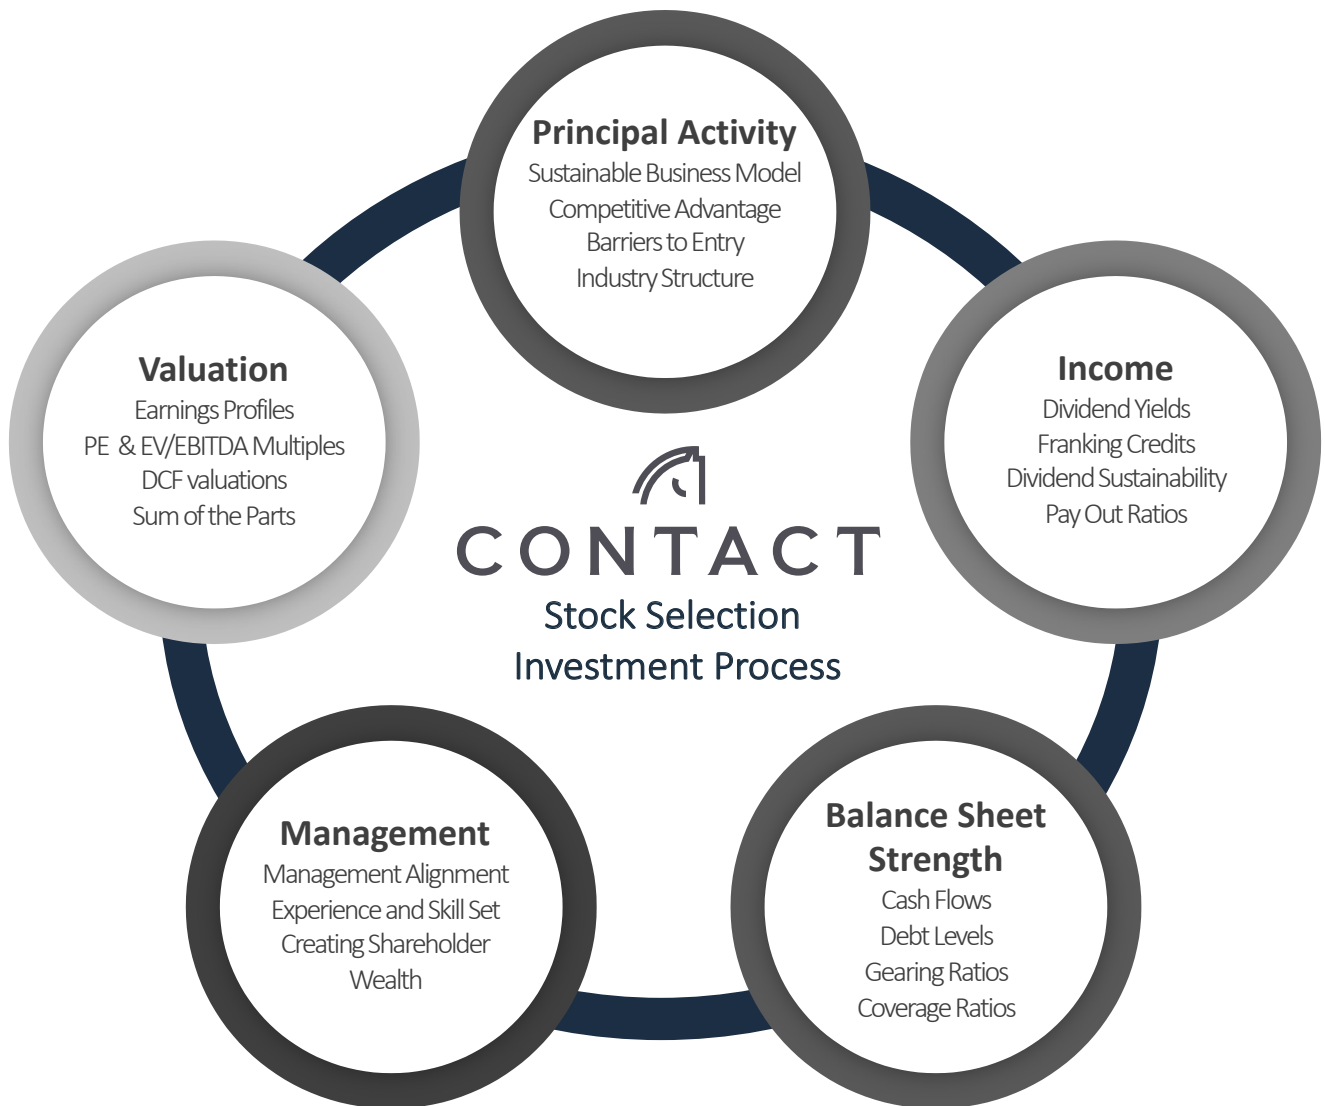 Principal Activity
Sustainable Business Model
Competitive Advantage
Barriers to Entry
Industry Structure
Valuation
Earnings Profiles
PE & EV/EBITDA Multiples
DCF valuations
Sum of the Parts
Income
Dividend Yields
Franking Credits
Dividend Sustainability
Pay Out Ratios
CONTACT
Stock Selection
Investment Process
Management
Management Alignment
Experience and Skill Set
Creating Shareholder
Wealth
Balance Sheet
Strength
Cash Flows
Debt Levels
Gearing Ratios
Coverage Ratios